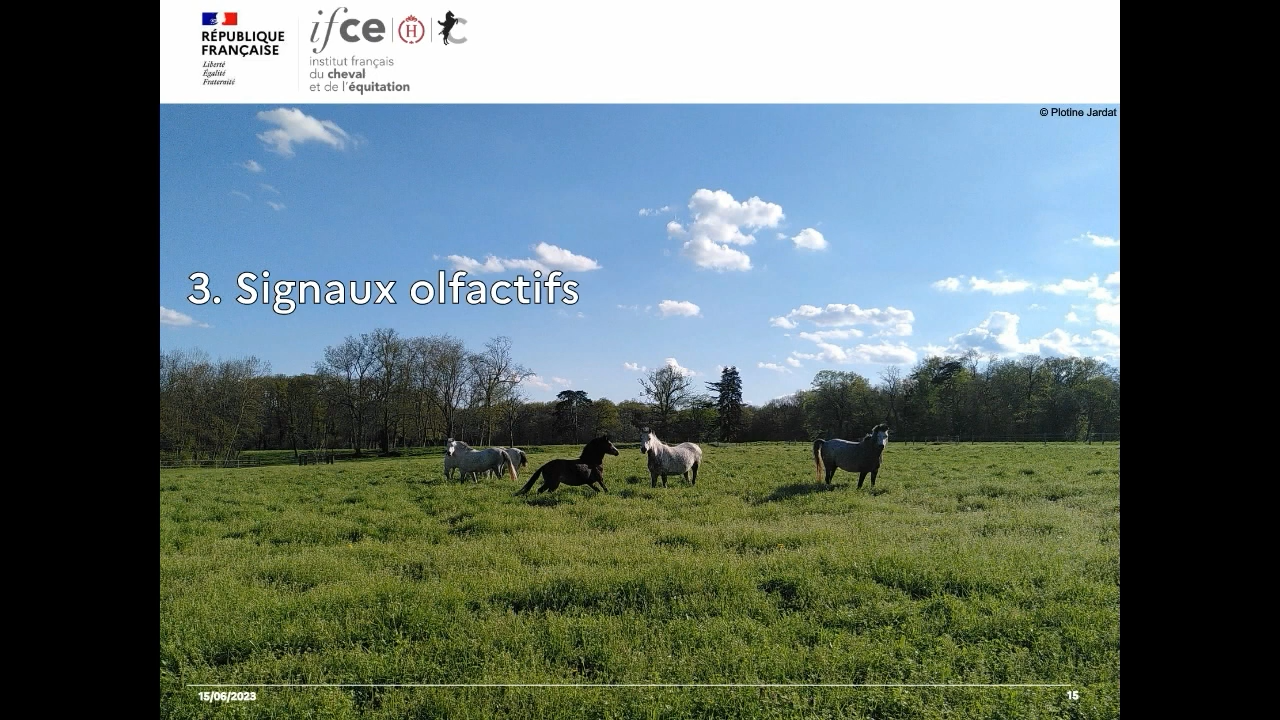 RÉPUBLIQUE
FRANÇAISE
Liberté
Égalité
Fraternité
ifce
H
institut français
du cheval
et de l'équitation
© Plotine Jardat
3. Signaux olfactifs
15/06/2023
15